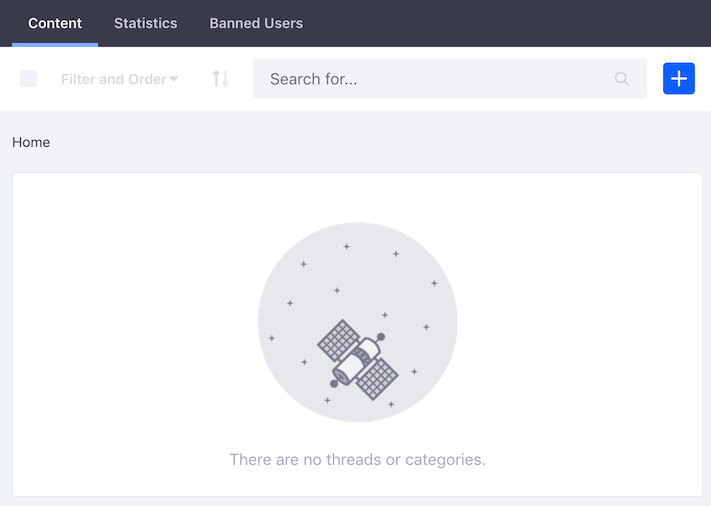 Content Statistics Banned Users
Filter and Order Search for...
Home
There are no threads or categories.